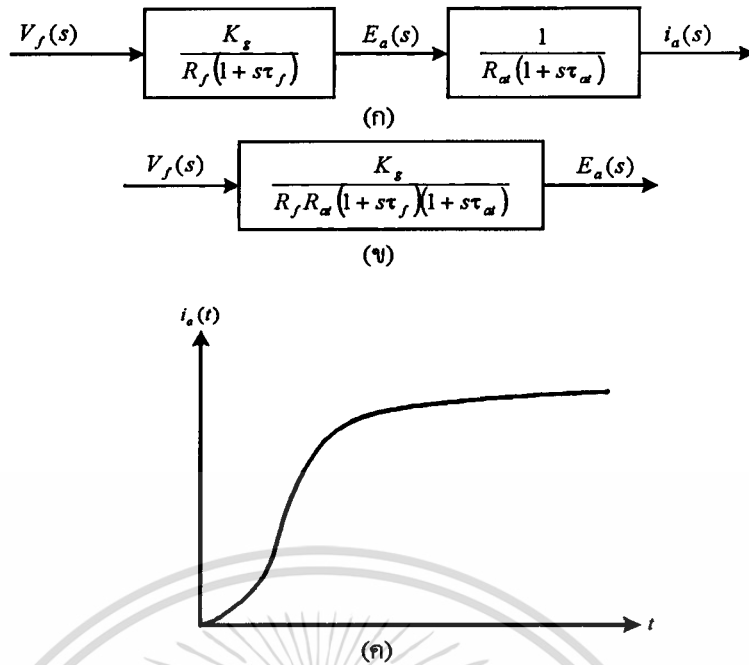 V_f(s) K_g / R_f(1 + sτ_f) E_a(s) 1 / R_at(1 + sτ_at) i_a(s)
(ก)
V_f(s) K_g / R_f R_at(1 + sτ_f)(1 + sτ_at) E_a(s)
(ข)
i_a(t)
t
(ค)